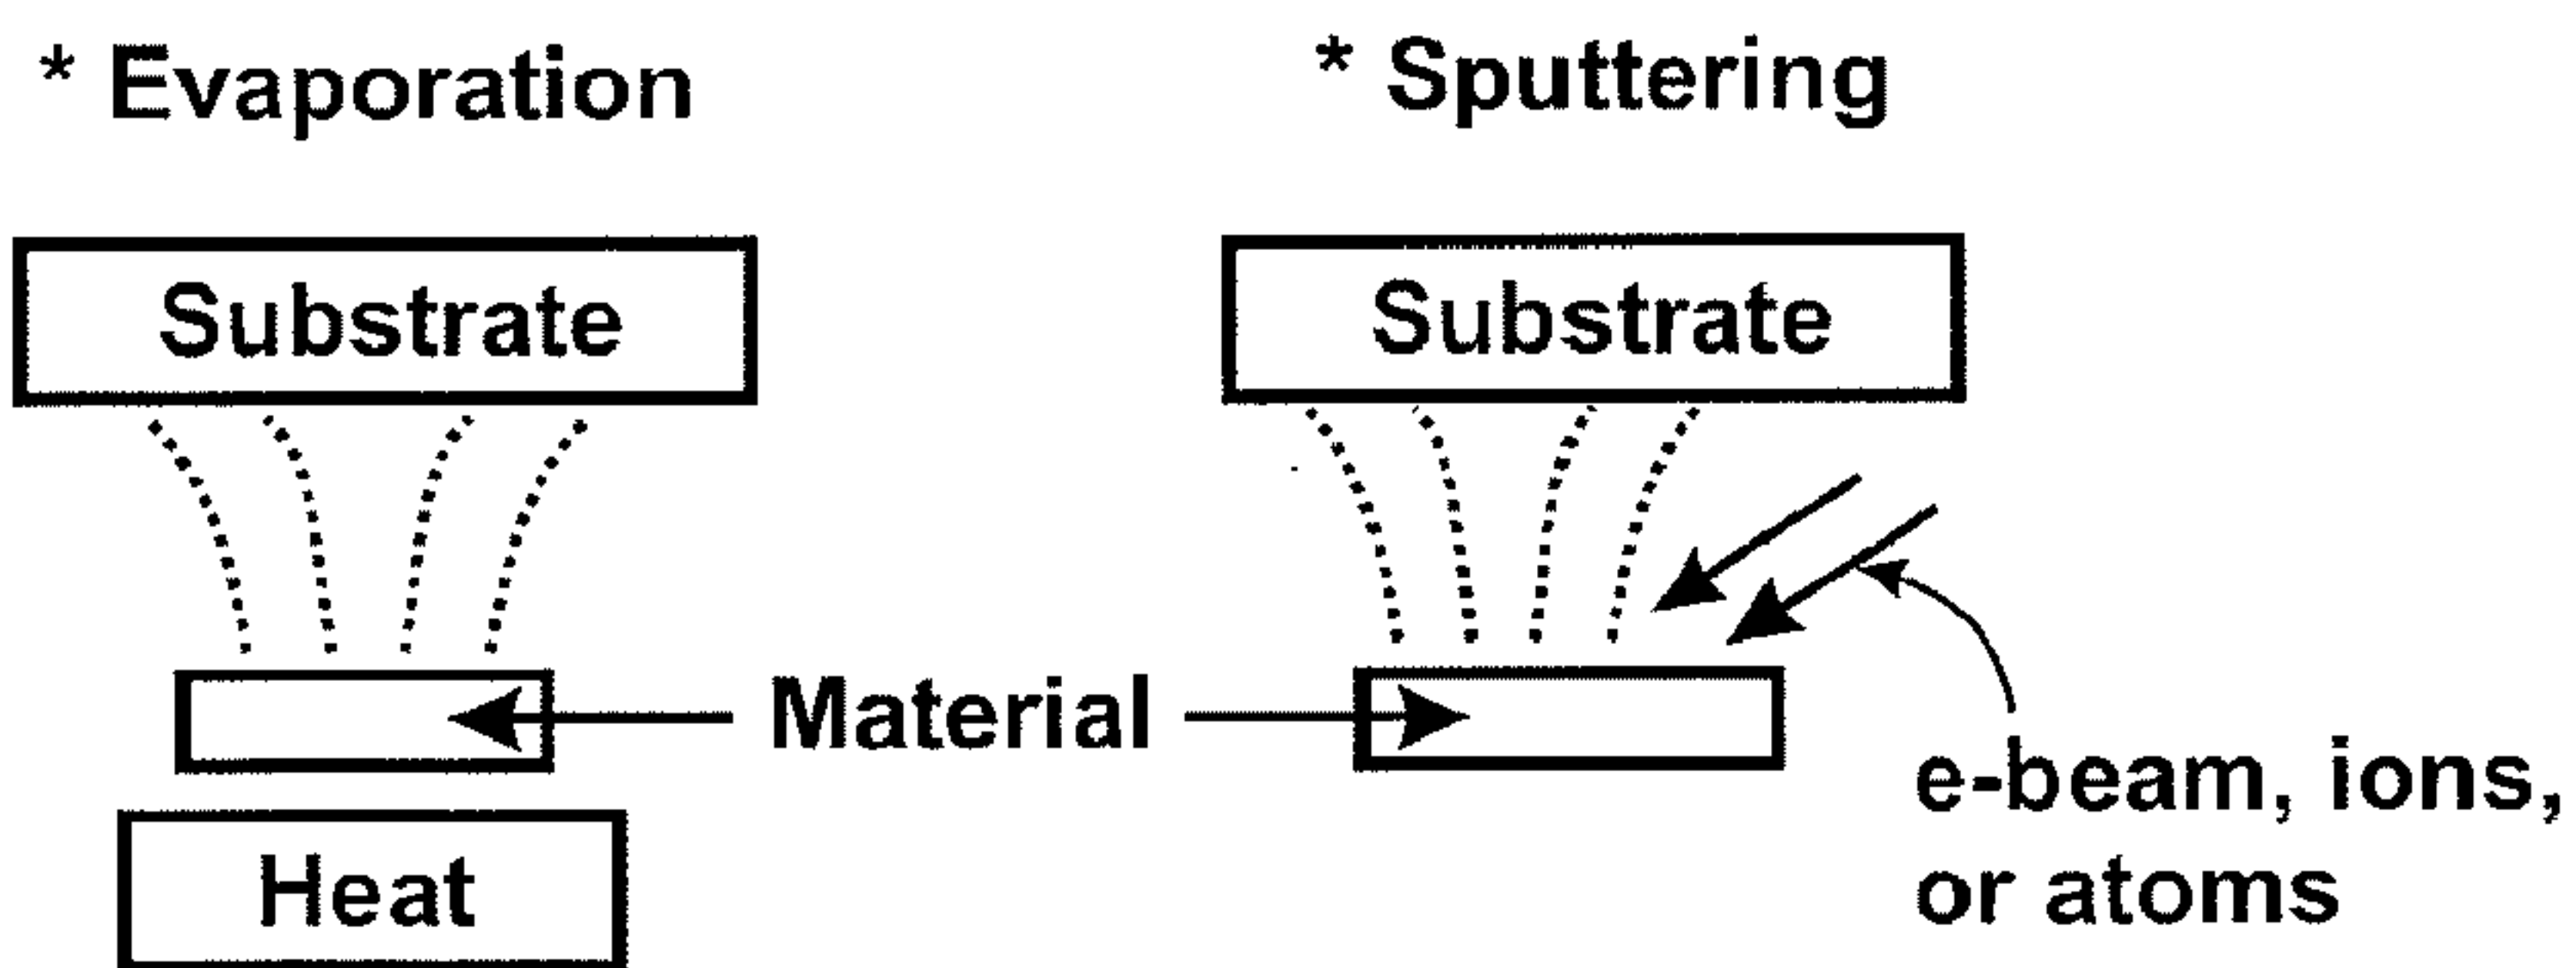 * Evaporation
* Sputtering
Substrate
Substrate
Material
Heat
e-beam, ions,
or atoms